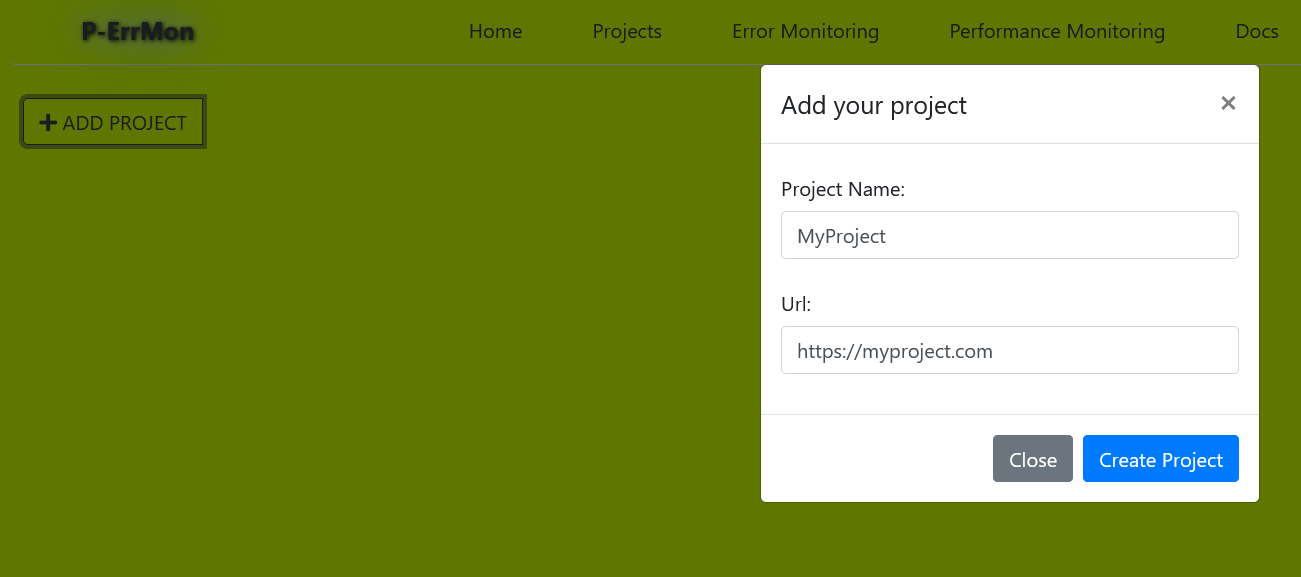 P-ErrMon Home Projects Error Monitoring Performance Monitoring Docs
ADD PROJECT
Add your project ×
Project Name:
MyProject
Url:
https://myproject.com
Close Create Project